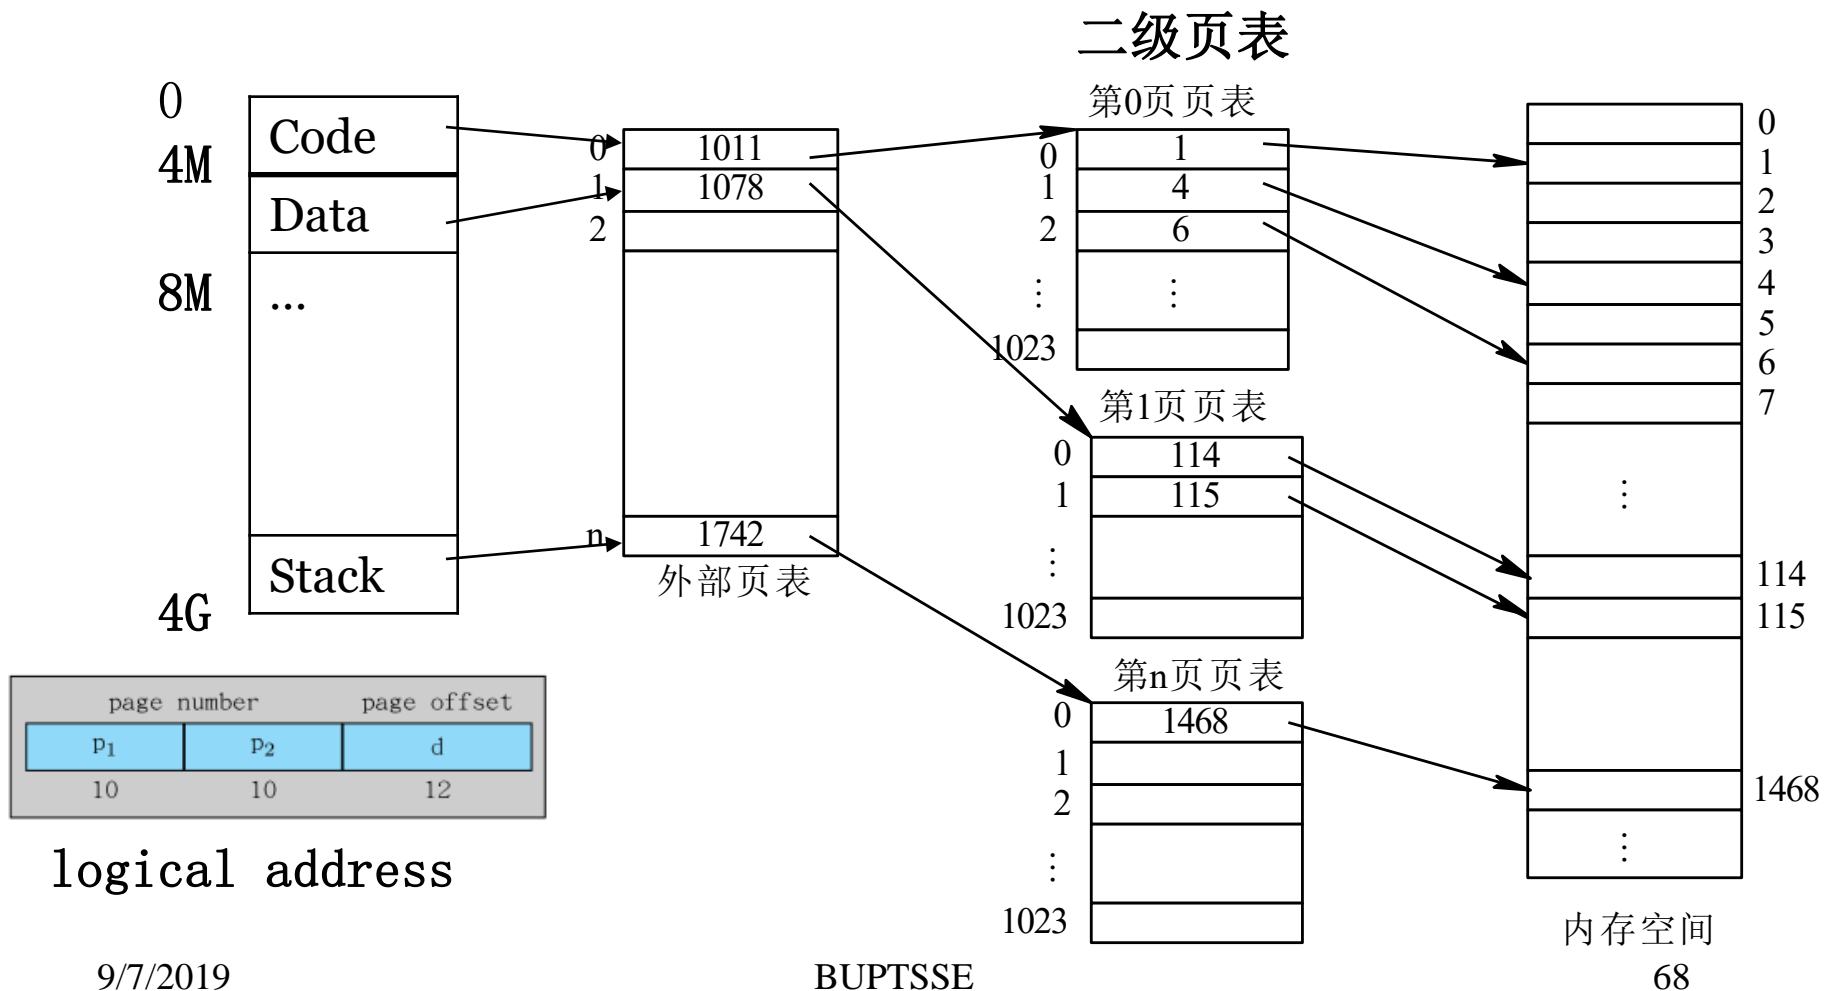 二级页表
0
4M
8M
4G
Code
Data
...
Stack
0
1
2
n
1011
1078
1742
外部页表
第0页页表
0
1
2
⋮
1023
1
4
6
⋮
第1页页表
0
1
⋮
1023
114
115
第n页页表
0
1
2
⋮
1023
1468
0
1
2
3
4
5
6
7
⋮
114
115
1468
⋮
内存空间
page number page offset
p1 p2 d
10 10 12
logical address
9/7/2019 BUPTSSE 68